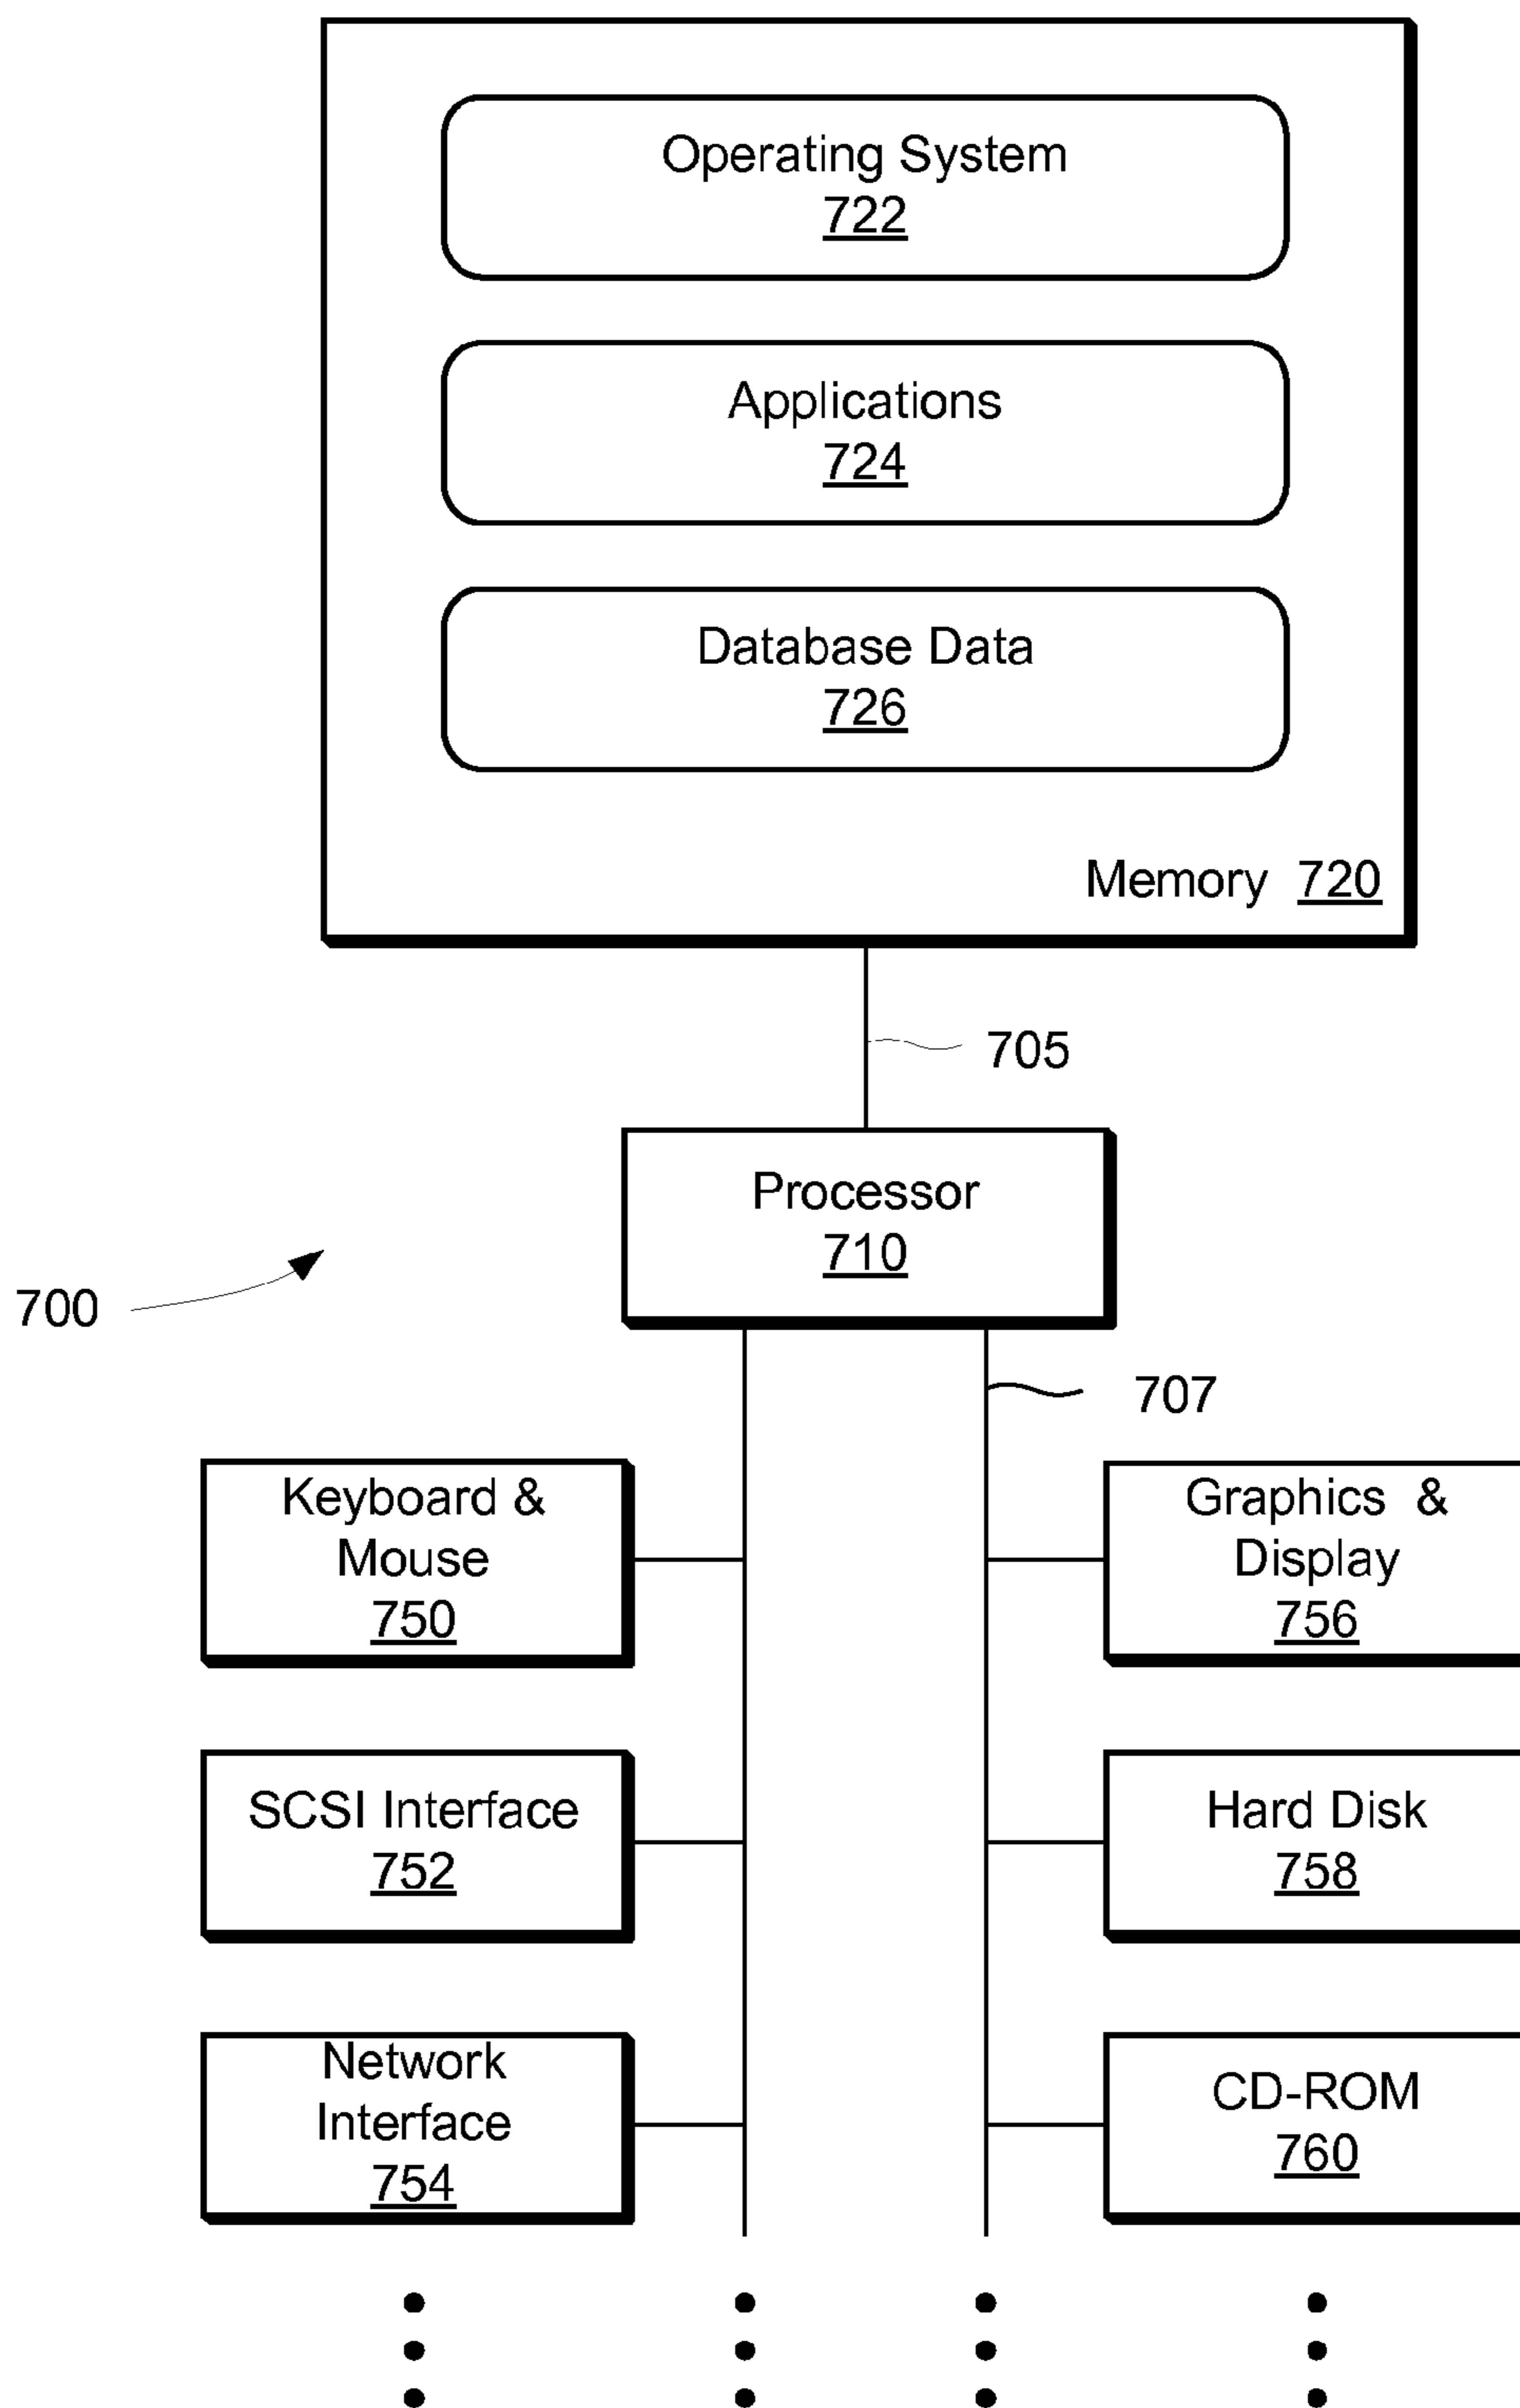 Operating System
722
Applications
724
Database Data
726
Memory 720
705
Processor
710
700
707
Keyboard &
Mouse
750
Graphics &
Display
756
SCSI Interface
752
Hard Disk
758
Network
Interface
754
CD-ROM
760